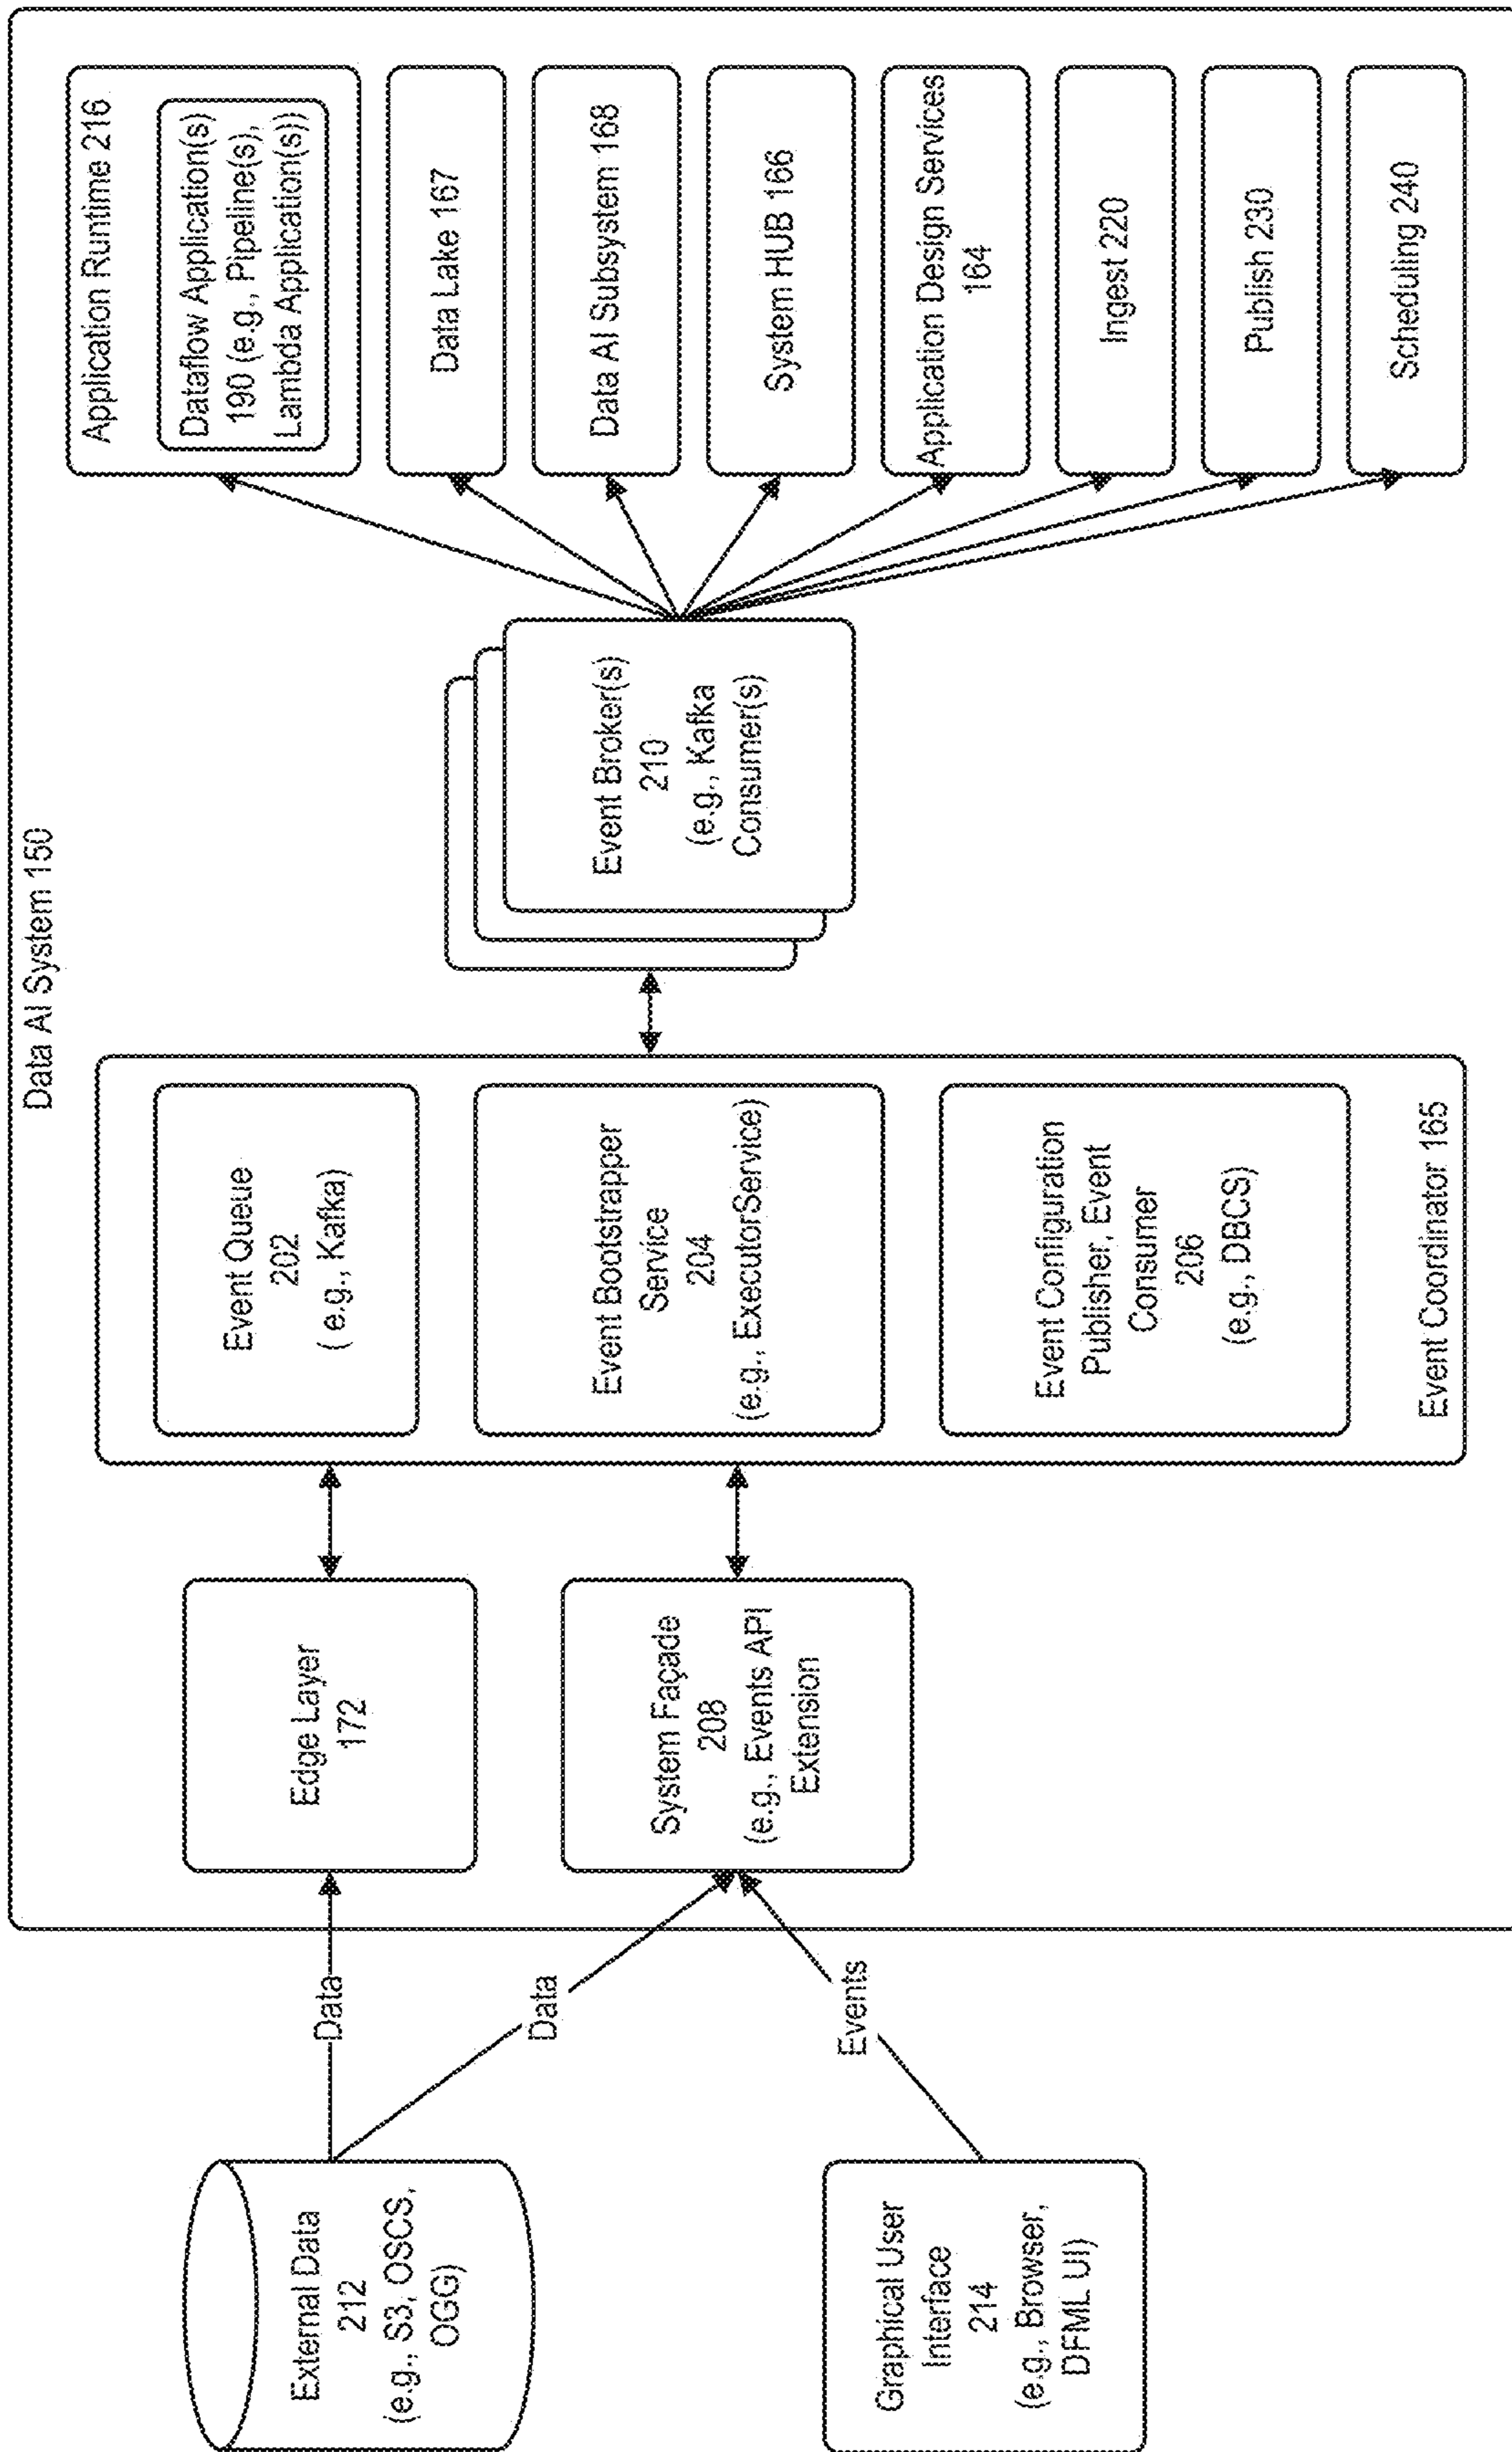 Data AI System 150
External Data
212
(e.g., S3, OSCS,
OGG)
Graphical User
Interface
214
(e.g., Browser,
DFML UI)
Data
Data
Events
Edge Layer
172
System Façade
208
(e.g., Events API
Extension
Event Queue
202
( e.g., Kafka)
Event Bootstrapper
Service
204
(e.g., ExecutorService)
Event Configuration
Publisher, Event
Consumer
206
(e.g., DBCS)
Event Coordinator 165
Event Broker(s)
210
(e.g., Kafka
Consumer(s)
Application Runtime 216
Dataflow Application(s)
190 (e.g., Pipeline(s),
Lambda Application(s))
Data Lake 167
Data AI Subsystem 168
System HUB 166
Application Design Services
164
Ingest 220
Publish 230
Scheduling 240